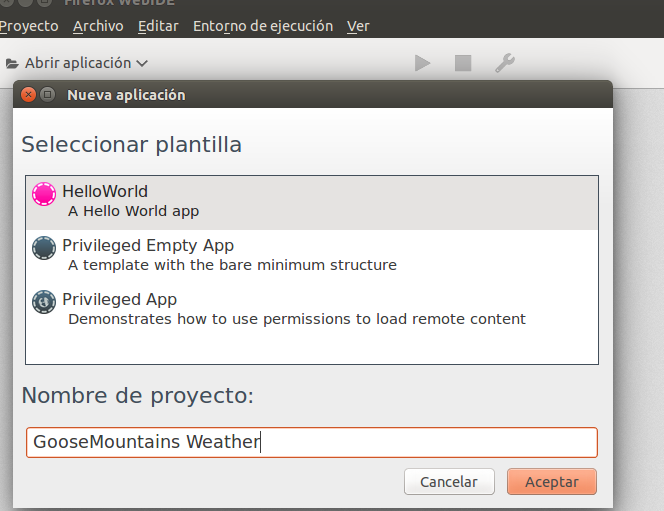 Firefox WebIDE
Proyecto Archivo Editar Entorno de ejecución Ver
Abrir aplicación
Nueva aplicación
Seleccionar plantilla
HelloWorld
A Hello World app
Privileged Empty App
A template with the bare minimum structure
Privileged App
Demonstrates how to use permissions to load remote content
Nombre de proyecto:
GooseMountains Weather
Cancelar Aceptar